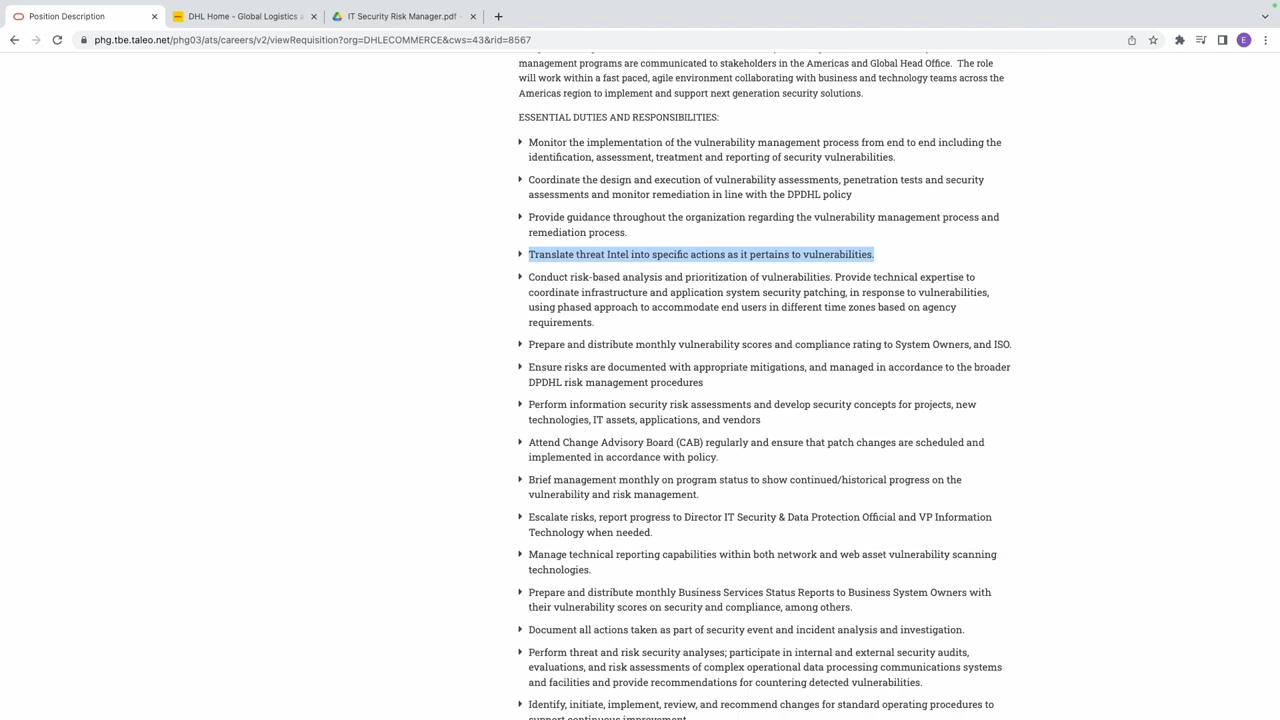 Position Description
DHL Home - Global Logistics a
IT Security Risk Manager.pdf -
phg.tbe.taleo.net/phg03/ats/careers/v2/viewRequisition?org=DHLECOMMERCE&cws=43&rid=8567
E
management programs are communicated to stakeholders in the Americas and Global Head Office. The role
will work within a fast paced, agile environment collaborating with business and technology teams across the
Americas region to implement and support next generation security solutions.
ESSENTIAL DUTIES AND RESPONSIBILITIES:
Monitor the implementation of the vulnerability management process from end to end including the
identification, assessment, treatment and reporting of security vulnerabilities.
Coordinate the design and execution of vulnerability assessments, penetration tests and security
assessments and monitor remediation in line with the DPDHL policy
Provide guidance throughout the organization regarding the vulnerability management process and
remediation process.
Translate threat Intel into specific actions as it pertains to vulnerabilities.
Conduct risk-based analysis and prioritization of vulnerabilities. Provide technical expertise to
coordinate infrastructure and application system security patching, in response to vulnerabilities,
using phased approach to accommodate end users in different time zones based on agency
requirements.
Prepare and distribute monthly vulnerability scores and compliance rating to System Owners, and ISO.
Ensure risks are documented with appropriate mitigations, and managed in accordance to the broader
DPDHL risk management procedures
Perform information security risk assessments and develop security concepts for projects, new
technologies, IT assets, applications, and vendors
Attend Change Advisory Board (CAB) regularly and ensure that patch changes are scheduled and
implemented in accordance with policy.
Brief management monthly on program status to show continued/historical progress on the
vulnerability and risk management.
Escalate risks, report progress to Director IT Security & Data Protection Official and VP Information
Technology when needed.
Manage technical reporting capabilities within both network and web asset vulnerability scanning
technologies.
Prepare and distribute monthly Business Services Status Reports to Business System Owners with
their vulnerability scores on security and compliance, among others.
Document all actions taken as part of security event and incident analysis and investigation.
Perform threat and risk security analyses; participate in internal and external security audits,
evaluations, and risk assessments of complex operational data processing communications systems
and facilities and provide recommendations for countering detected vulnerabilities.
Identify, initiate, implement, review, and recommend changes for standard operating procedures to
support continuous improvement